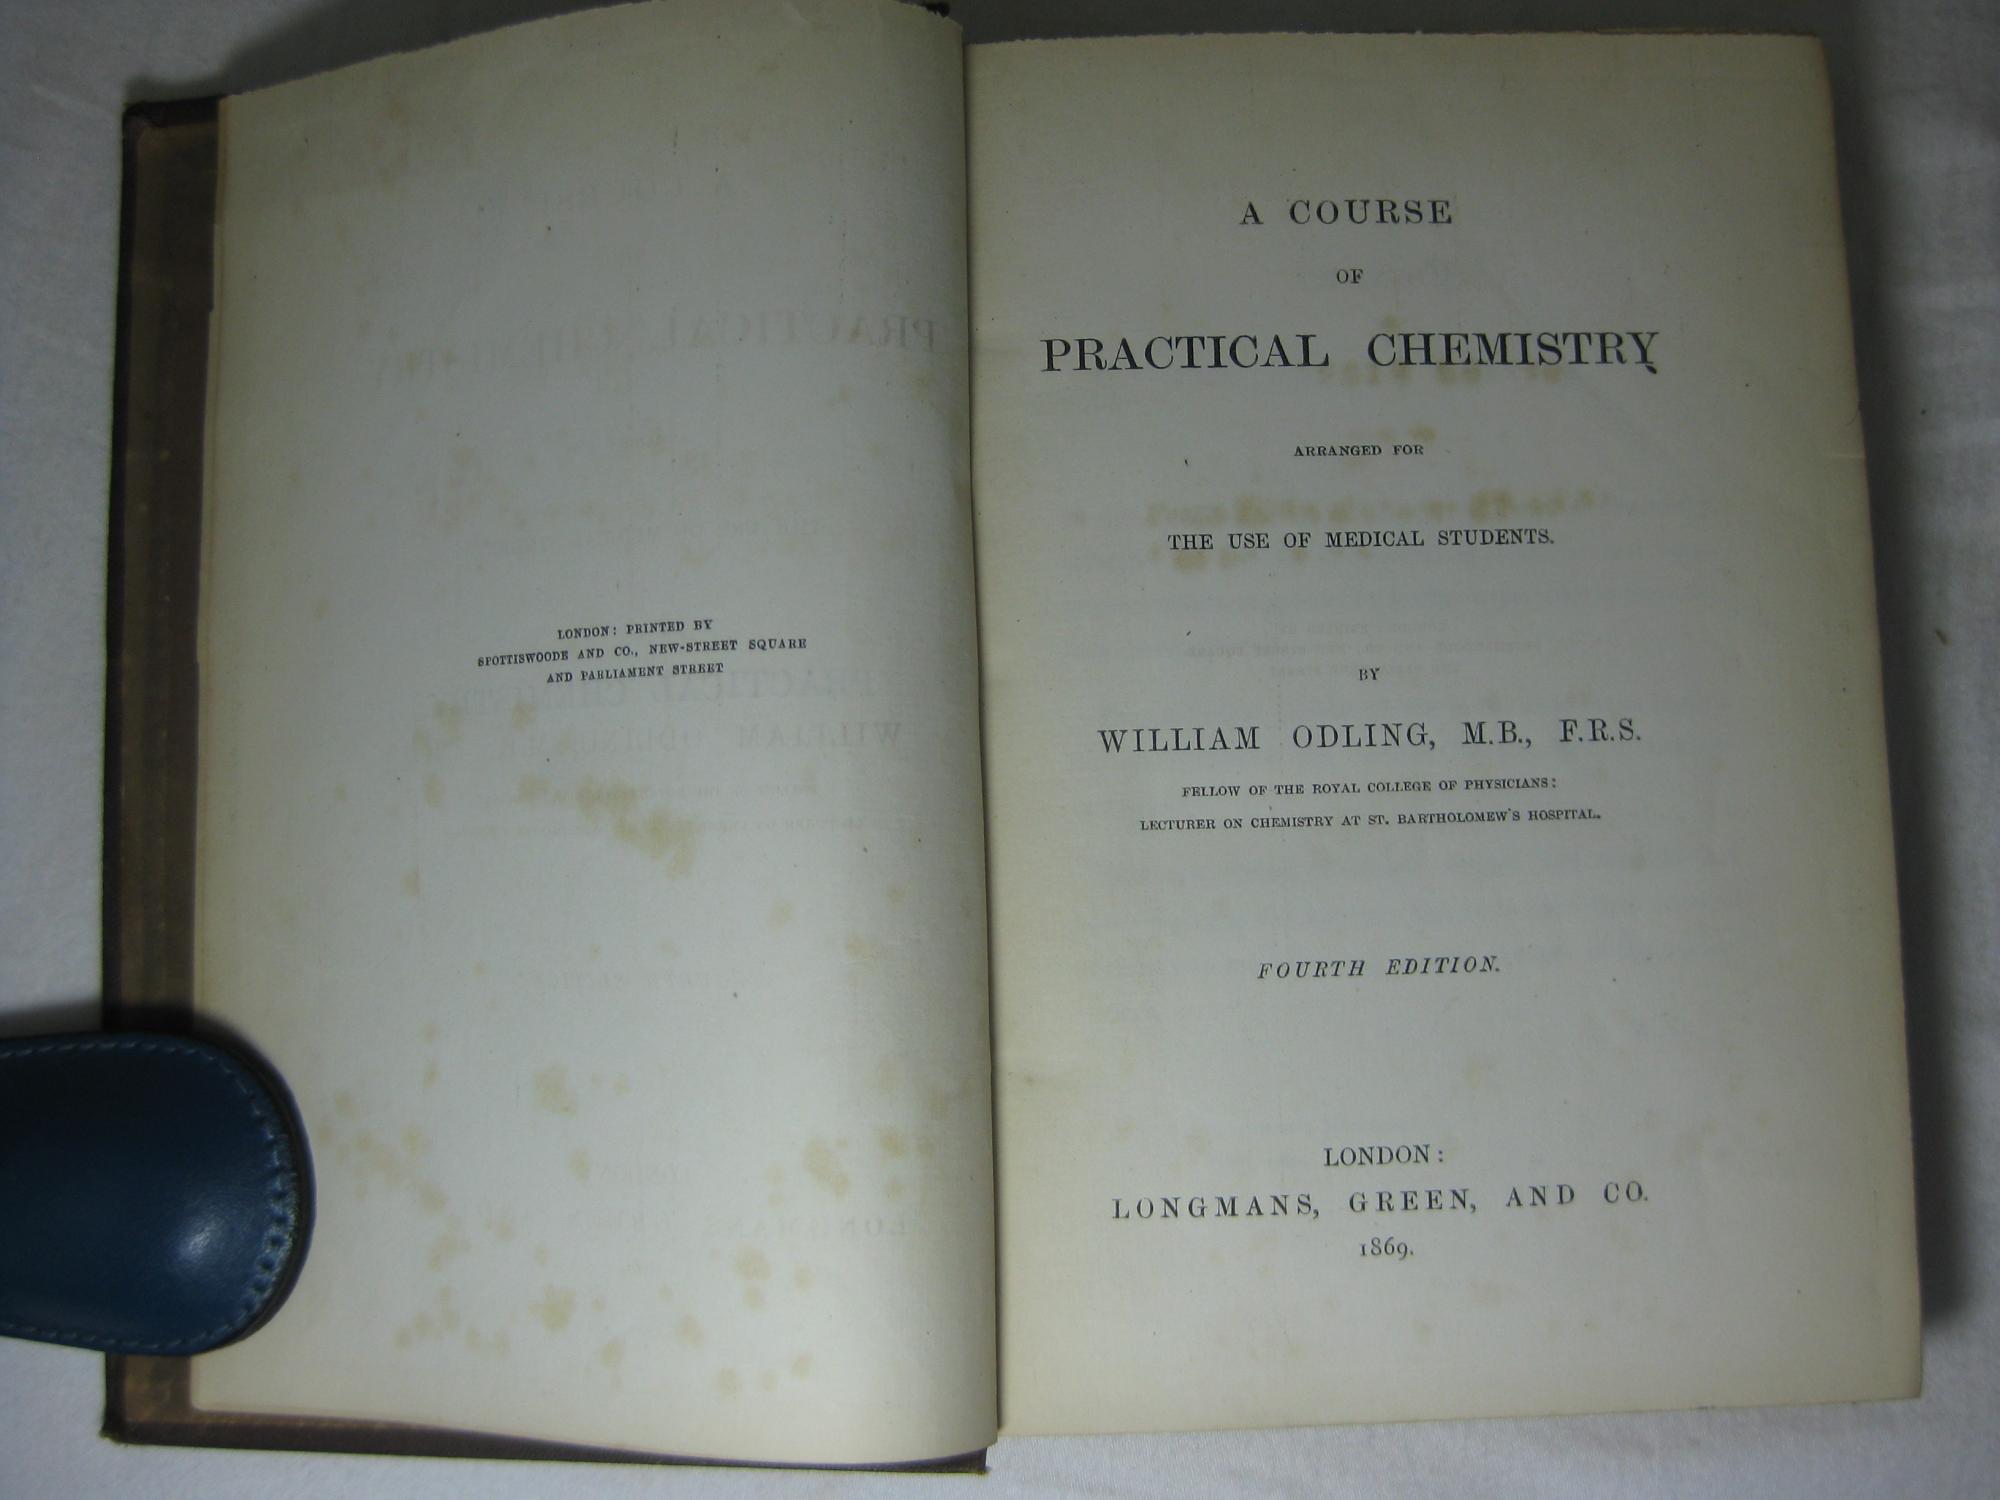 LONDON: PRINTED BY
SPOTTISWOODE AND CO., NEW-STREET SQUARE
AND PARLIAMENT STREET
A COURSE
OF
PRACTICAL CHEMISTRY
ARRANGED FOR
THE USE OF MEDICAL STUDENTS.
BY
WILLIAM ODLING, M.B., F.R.S.
FELLOW OF THE ROYAL COLLEGE OF PHYSICIANS:
LECTURER ON CHEMISTRY AT ST. BARTHOLOMEW'S HOSPITAL.
FOURTH EDITION.
LONDON:
LONGMANS, GREEN, AND CO.
1869.